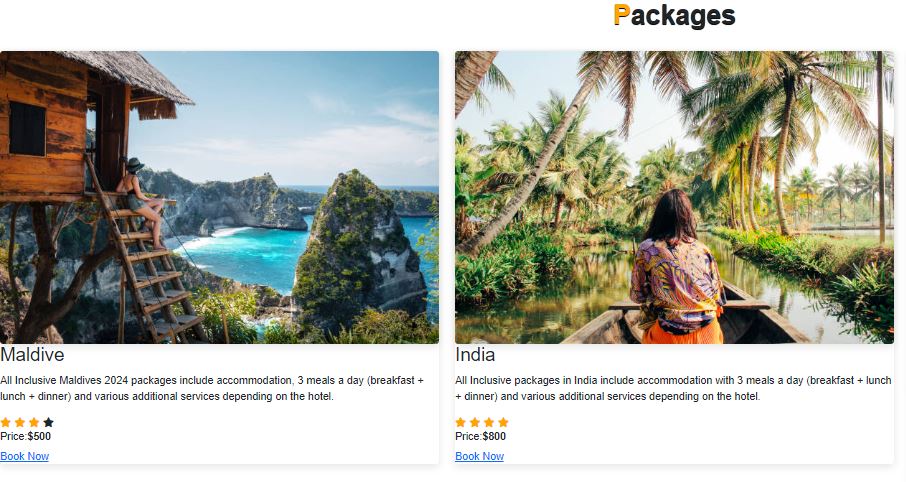 Packages
Maldive
All Inclusive Maldives 2024 packages include accommodation, 3 meals a day (breakfast +
lunch + dinner) and various additional services depending on the hotel.
Price:$500
Book Now
India
All Inclusive packages in India include accommodation with 3 meals a day (breakfast + lunch
+ dinner) and various additional services depending on the hotel.
Price:$800
Book Now